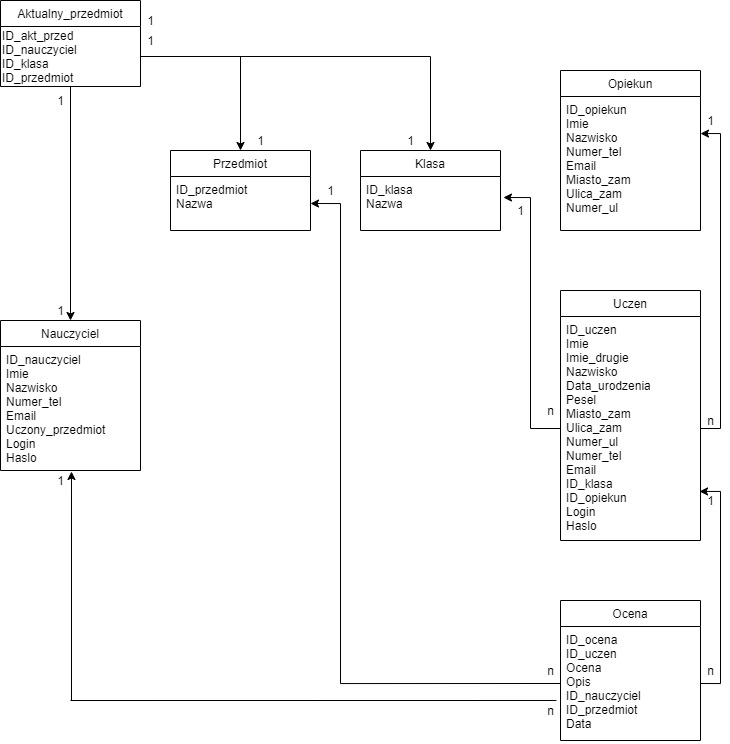 Aktualny_przedmiot
ID_akt_przed
ID_nauczyciel
ID_klasa
ID_przedmiot
1
1
1
1
1
Przedmiot
ID_przedmiot
Nazwa
1
Klasa
ID_klasa
Nazwa
1
Opiekun
ID_opiekun
Imie
Nazwisko
Numer_tel
Email
Miasto_zam
Ulica_zam
Numer_ul
1
1
Nauczyciel
ID_nauczyciel
Imie
Nazwisko
Numer_tel
Email
Uczony_przedmiot
Login
Haslo
1
Uczen
ID_uczen
Imie
Imie_drugie
Nazwisko
Data_urodzenia
Pesel
Miasto_zam
Ulica_zam
Numer_ul
Numer_tel
Email
ID_klasa
ID_opiekun
Login
Haslo
n
n
1
Ocena
ID_ocena
ID_uczen
Ocena
Opis
ID_nauczyciel
ID_przedmiot
Data
n
n
n